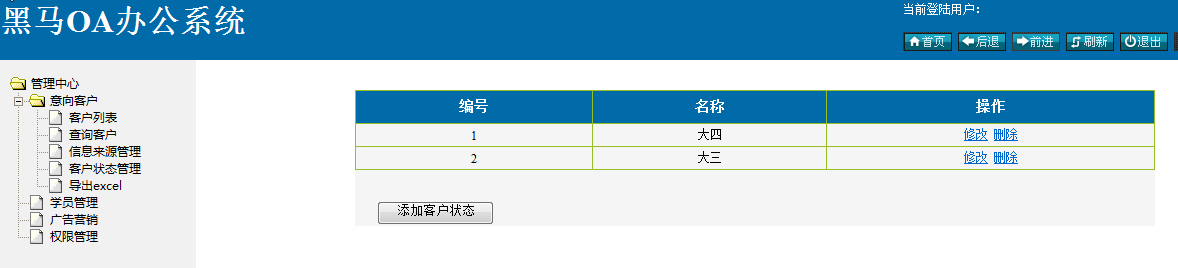 黑马OA办公系统
当前登陆用户：
首页 后退 前进 刷新 退出
管理中心
意向客户
客户列表
查询客户
信息来源管理
客户状态管理
导出excel
学员管理
广告营销
权限管理
编号 名称 操作
1 大四 修改 删除
2 大三 修改 删除
添加客户状态